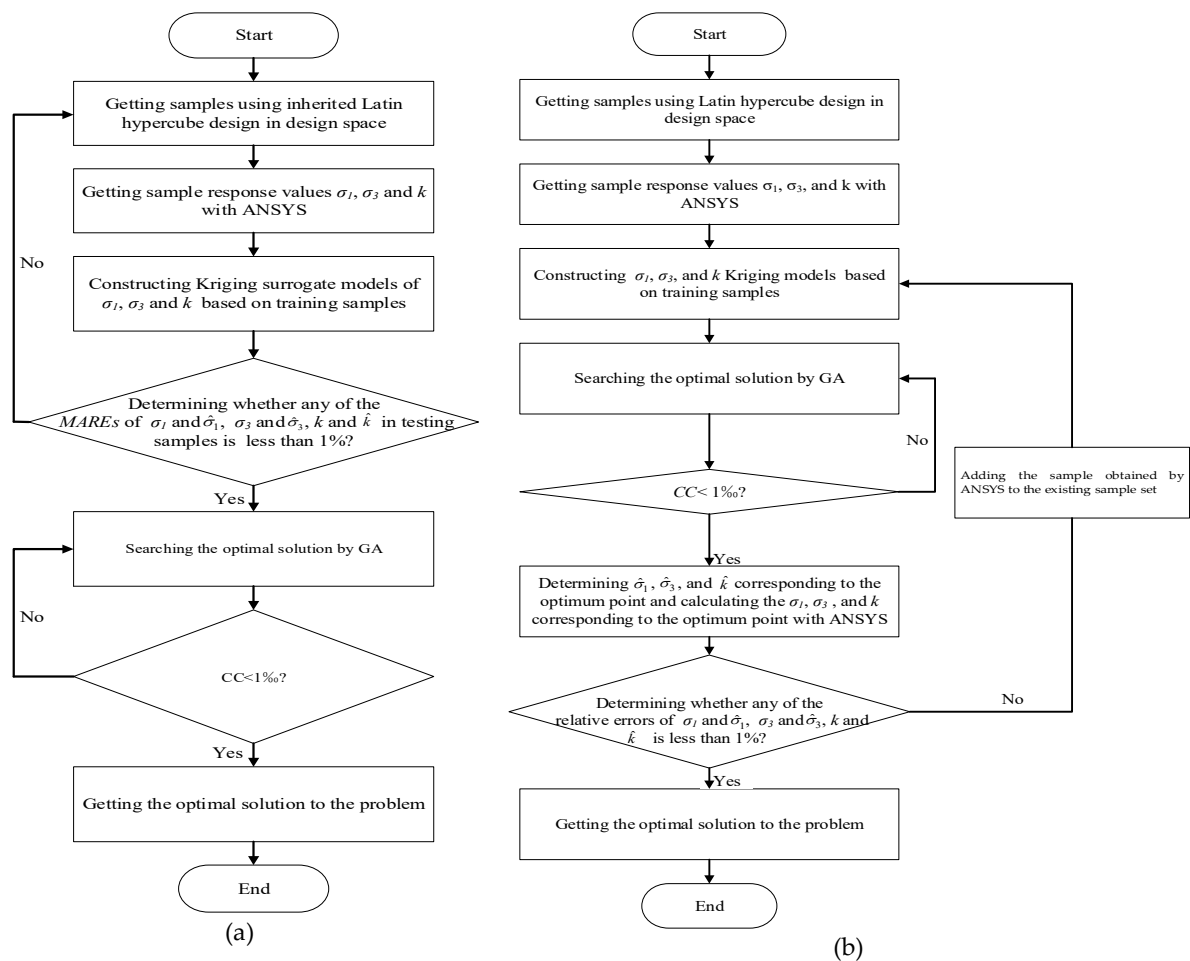 Start
Getting samples using inherited Latin
hypercube design in design space
Getting sample response values σ1, σ3 and k
with ANSYS
No
Constructing Kriging surrogate models of
σ1, σ3 and k based on training samples
Determining whether any of the
MAREs of σ1 and σ̂1, σ3 and σ̂3, k and k̂ in testing
samples is less than 1%?
Yes
Searching the optimal solution by GA
No
CC<1‰?
Yes
Getting the optimal solution to the problem
End
(a)
Start
Getting samples using Latin hypercube design in
design space
Getting sample response values σ1, σ3, and k with
ANSYS
Constructing σ1, σ3, and k Kriging models based
on training samples
Searching the optimal solution by GA
No
CC< 1‰?
Adding the sample obtained by
ANSYS to the existing sample set
Yes
Determining σ̂1, σ̂3, and k̂ corresponding to the
optimum point and calculating the σ1, σ3, and k
corresponding to the optimum point with ANSYS
Determining whether any of the
relative errors of σ1 and σ̂1, σ3 and σ̂3, k and
k̂ is less than 1%?
No
Yes
Getting the optimal solution to the problem
End
(b)